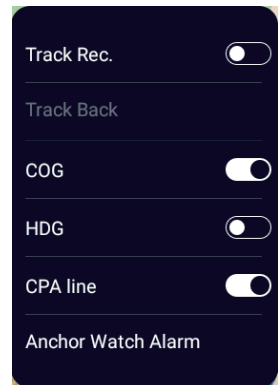 Track Rec.
Track Back
COG
HDG
CPA line
Anchor Watch Alarm